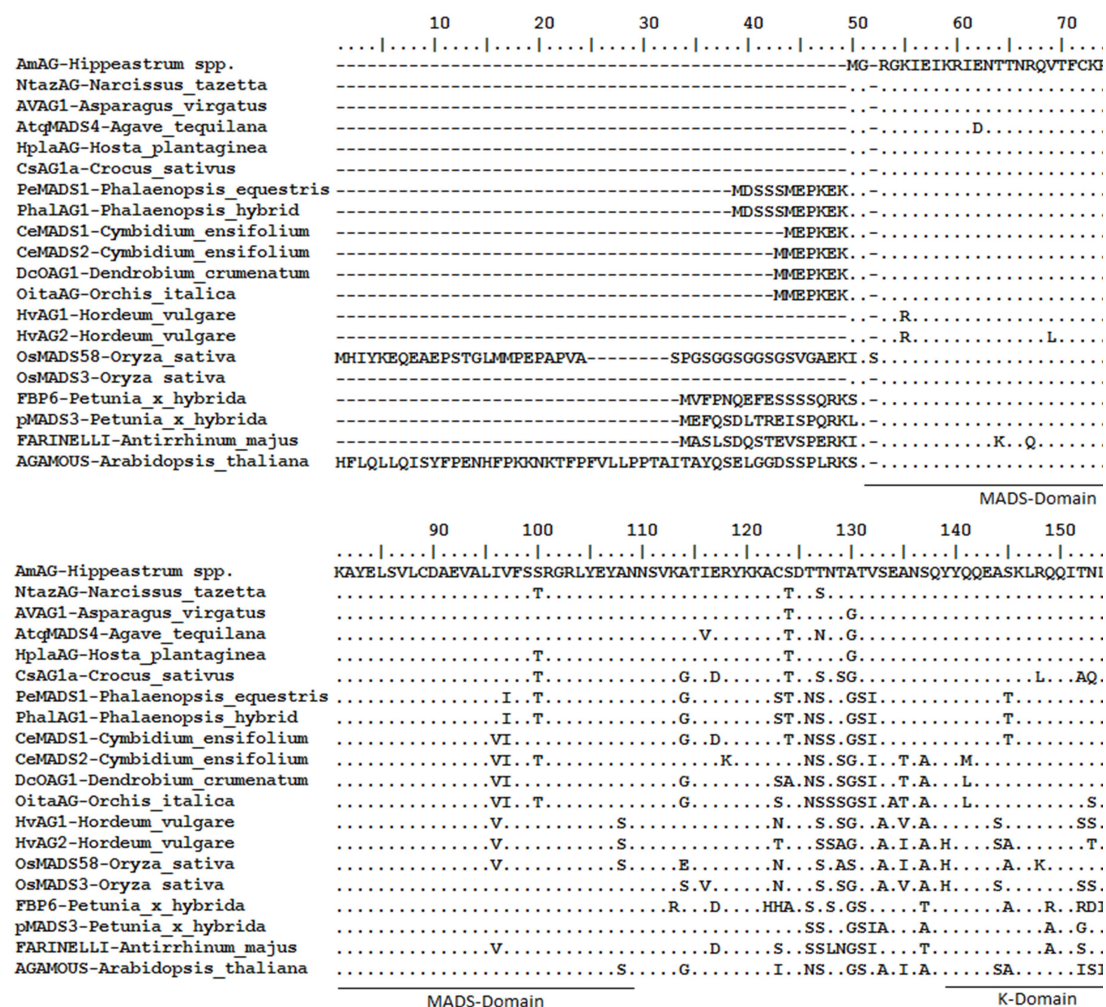 10 20 30 40 50 60 70
....|....|....|....|....|....|....|....|....|....|....|....|....|....|....
AmAG-Hippeastrum spp. -------------------------------------------------MG-RGKIEIKRIENTTNRQVTFCKR
NtazAG-Narcissus_tazetta -------------------------------------------------..-......................
AVAG1-Asparagus_virgatus -------------------------------------------------..-......................
AtqMADS4-Agave_tequilana -------------------------------------------------..-.........D............
HplaAG-Hosta_plantaginea -------------------------------------------------..-......................
CsAG1a-Crocus_sativus -------------------------------------------------..-......................
PeMADS1-Phalaenopsis_equestris --------------------------------------MDSSSMEPKEK..-......................
PhalAG1-Phalaenopsis_hybrid --------------------------------------MDSSSMEPKEK..-......................
CeMADS1-Cymbidium_ensifolium -------------------------------------------MEPKEK..-......................
CeMADS2-Cymbidium_ensifolium ------------------------------------------MMEPKEK..-......................
DcOAG1-Dendrobium_crumenatum ------------------------------------------MMEPKEK..-......................
OitaAG-Orchis_italica ------------------------------------------MMEPKEK..-......................
HvAG1-Hordeum_vulgare -------------------------------------------------..-..R...................
HvAG2-Hordeum_vulgare -------------------------------------------------..-..R.............L.....
OsMADS58-Oryza_sativa MHIYKEQEAEPSTGLMMPEPAPVA--------SPGSGGSGGSGSVGAEKI.S......................
OsMADS3-Oryza sativa -------------------------------------------------..-......................
FBP6-Petunia_x_hybrida ---------------------------------MVFPNQEFESSSSQRKS.-......................
pMADS3-Petunia_x_hybrida ---------------------------------MEFQSDLTREISPQRKL.-......................
FARINELLI-Antirrhinum_majus ---------------------------------MASLSDQSTEVSPERKI.-...........K..Q.......
AGAMOUS-Arabidopsis_thaliana HFLQLLQISYFPENHFPKKNKTFPFVLLPPTAITAYQSELGGDSSPLRKS.-......................
MADS-Domain
90 100 110 120 130 140 150
....|....|....|....|....|....|....|....|....|....|....|....|....|....|....
AmAG-Hippeastrum spp. KAYELSVLCDAEVALIVFSSRGRLYEYANNSVKATIERYKKACSDTTNTATVSEANSQYYQQEASKLRQQITNL
NtazAG-Narcissus_tazetta ...................T.......................T..S...........................
AVAG1-Asparagus_virgatus ...........................................T.....G........................
AtqMADS4-Agave_tequilana ...................................V.......T..N..G........................
HplaAG-Hosta_plantaginea ...................T.......................T.....G........................
CsAG1a-Crocus_sativus ...................T.............G..D......T..S.SG.................L...AQ.
PeMADS1-Phalaenopsis_equestris ................I..T.............G........ST.NS..GSI............T.........
PhalAG1-Phalaenopsis_hybrid ................I..T.............G........ST.NS..GSI............T.........
CeMADS1-Cymbidium_ensifolium ...............VI................G..D......T.NSS.GSI............T.........
CeMADS2-Cymbidium_ensifolium ...............VI..T.................K.......NS.SGSI..T.A...M.............
DcOAG1-Dendrobium_crumenatum ...............VI................G........SA.NS.SGSI..T.A...L.............
OitaAG-Orchis_italica ...............VI..T.............G........S..NSSSGSI.AT.A...L...........S.
HvAG1-Hordeum_vulgare ...............V...........S..............N...S.SG..A.V.A......S.......SS.
HvAG2-Hordeum_vulgare ...............V...........S..............T...SSAG..A.I.A.H....SA.......T.
OsMADS58-Oryza_sativa ...............V...........S.....E........N...S.AS..A.I.A.H....SA..K......
OsMADS3-Oryza sativa .................................S.V......N...S.SG..A.V.A.H....S.......SS.
FBP6-Petunia_x_hybrida ................................R...D....HHA.S.S.GS.....T.......A...R..RDI
pMADS3-Petunia_x_hybrida .............................................SS..GSIA...............A..G..
FARINELLI-Antirrhinum_majus ...............V....................D.....S..SSLNGS.....T...........A..S..
AGAMOUS-Arabidopsis_thaliana ...........................S.....G........I..NS..GS.A.I.A......SA......ISI
MADS-Domain K-Domain